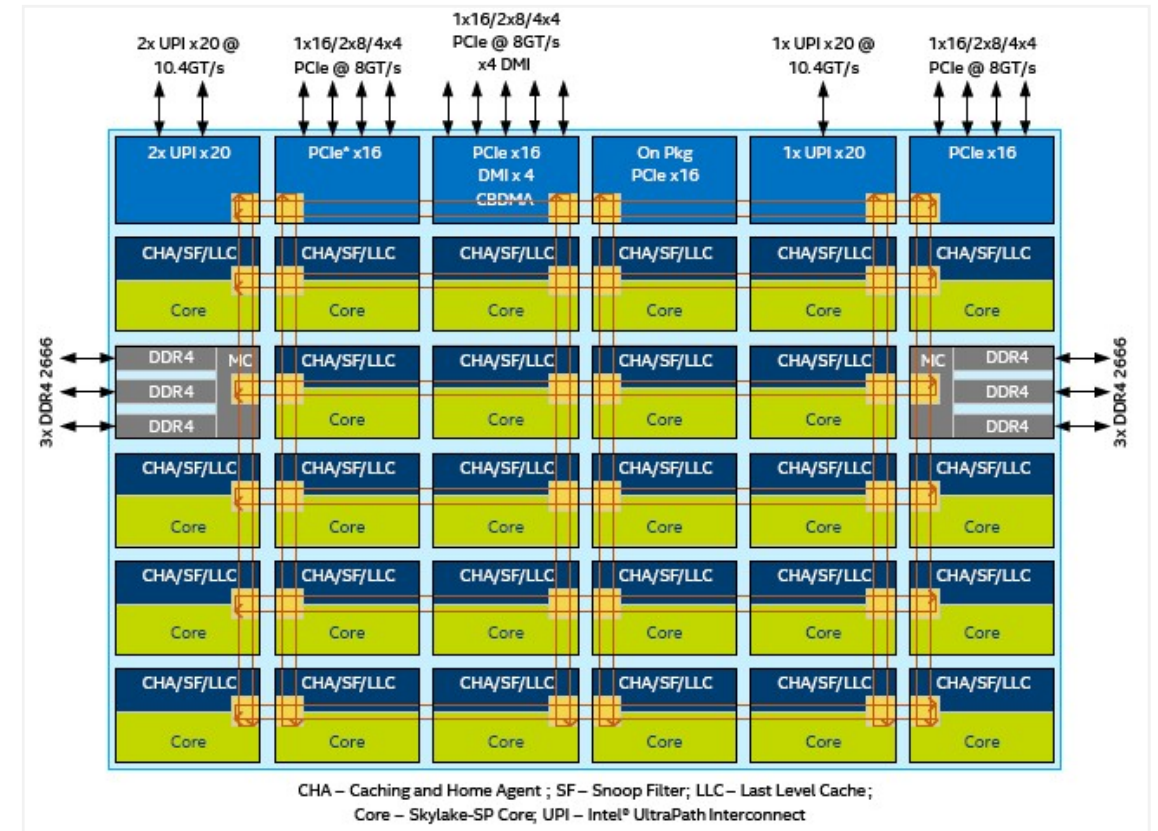 2x UPI x20 @
10.4GT/s
1x16/2x8/4x4
PCIe @ 8GT/s
1x16/2x8/4x4
PCIe @ 8GT/s
x4 DMI
1x UPI x20 @
10.4GT/s
1x16/2x8/4x4
PCIe @ 8GT/s
2x UPI x20
PCIe* x16
PCIe x16
DMI x 4
CBDMA
On Pkg
PCIe x16
1x UPI x20
PCIe x16
CHA/SF/LLC
CHA/SF/LLC
CHA/SF/LLC
CHA/SF/LLC
CHA/SF/LLC
CHA/SF/LLC
Core
Core
Core
Core
Core
Core
3x DDR4 2666
DDR4
DDR4
DDR4
MC
CHA/SF/LLC
CHA/SF/LLC
CHA/SF/LLC
CHA/SF/LLC
Core
Core
Core
Core
MC
DDR4
DDR4
DDR4
3x DDR4 2666
CHA/SF/LLC
CHA/SF/LLC
CHA/SF/LLC
CHA/SF/LLC
CHA/SF/LLC
CHA/SF/LLC
Core
Core
Core
Core
Core
Core
CHA/SF/LLC
CHA/SF/LLC
CHA/SF/LLC
CHA/SF/LLC
CHA/SF/LLC
CHA/SF/LLC
Core
Core
Core
Core
Core
Core
CHA/SF/LLC
CHA/SF/LLC
CHA/SF/LLC
CHA/SF/LLC
CHA/SF/LLC
CHA/SF/LLC
Core
Core
Core
Core
Core
Core
CHA – Caching and Home Agent ; SF – Snoop Filter; LLC – Last Level Cache;
Core – Skylake-SP Core; UPI – Intel® UltraPath Interconnect